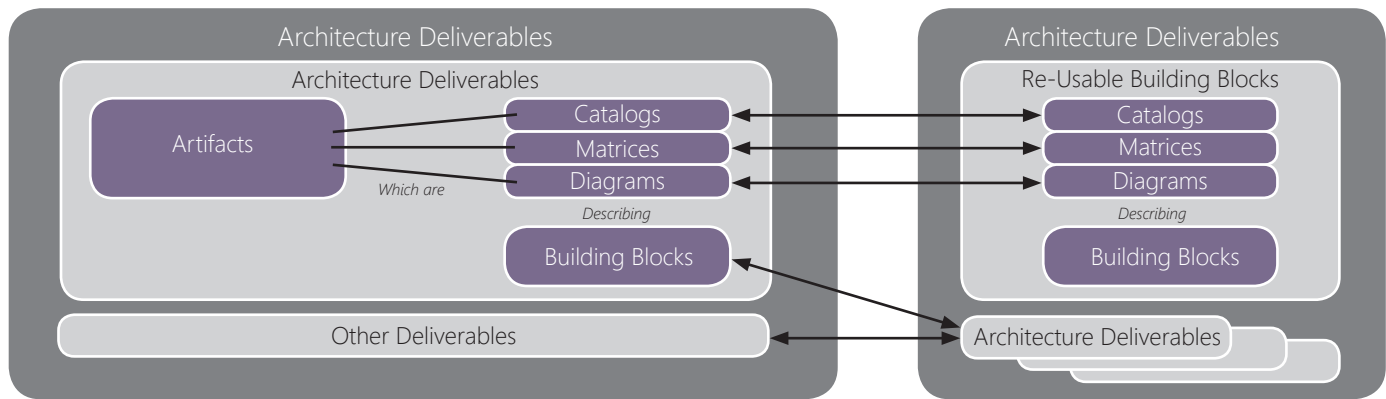 Architecture Deliverables
Architecture Deliverables
Artifacts
Catalogs
Matrices
Diagrams
Which are
Describing
Building Blocks
Other Deliverables
Architecture Deliverables
Re-Usable Building Blocks
Catalogs
Matrices
Diagrams
Describing
Building Blocks
Architecture Deliverables